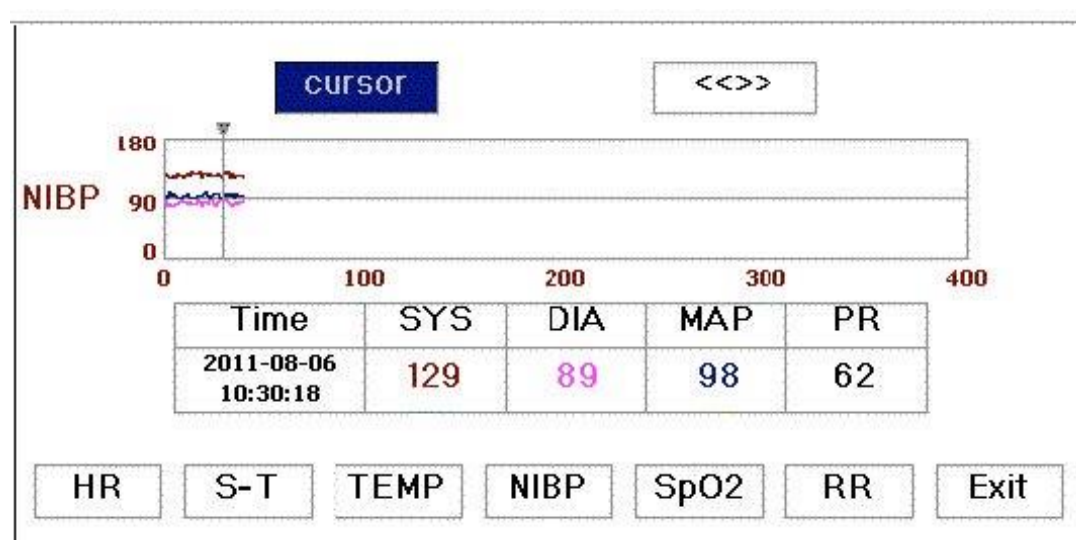 cursor <<>>
180
NIBP 90
0
0 100 200 300 400
Time SYS DIA MAP PR
2011-08-06
10:30:18 129 89 98 62
HR S-T TEMP NIBP SpO2 RR Exit